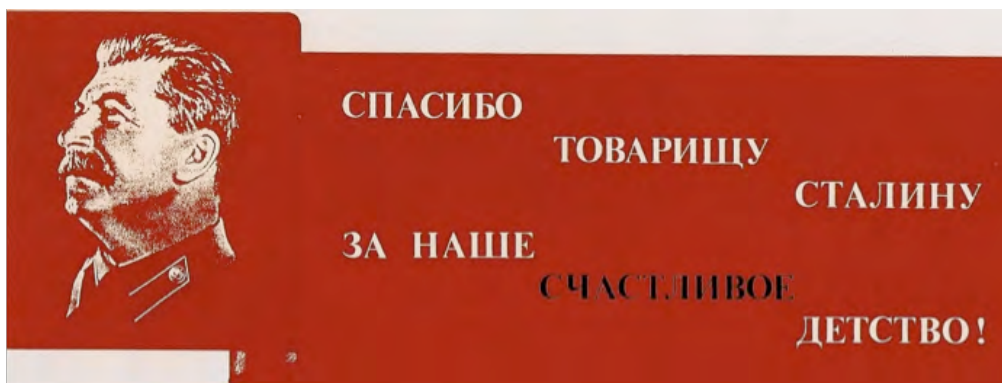 СПАСИБО
ТОВАРИЩУ
СТАЛИНУ
ЗА НАШЕ
СЧАСТЛИВОЕ
ДЕТСТВО!